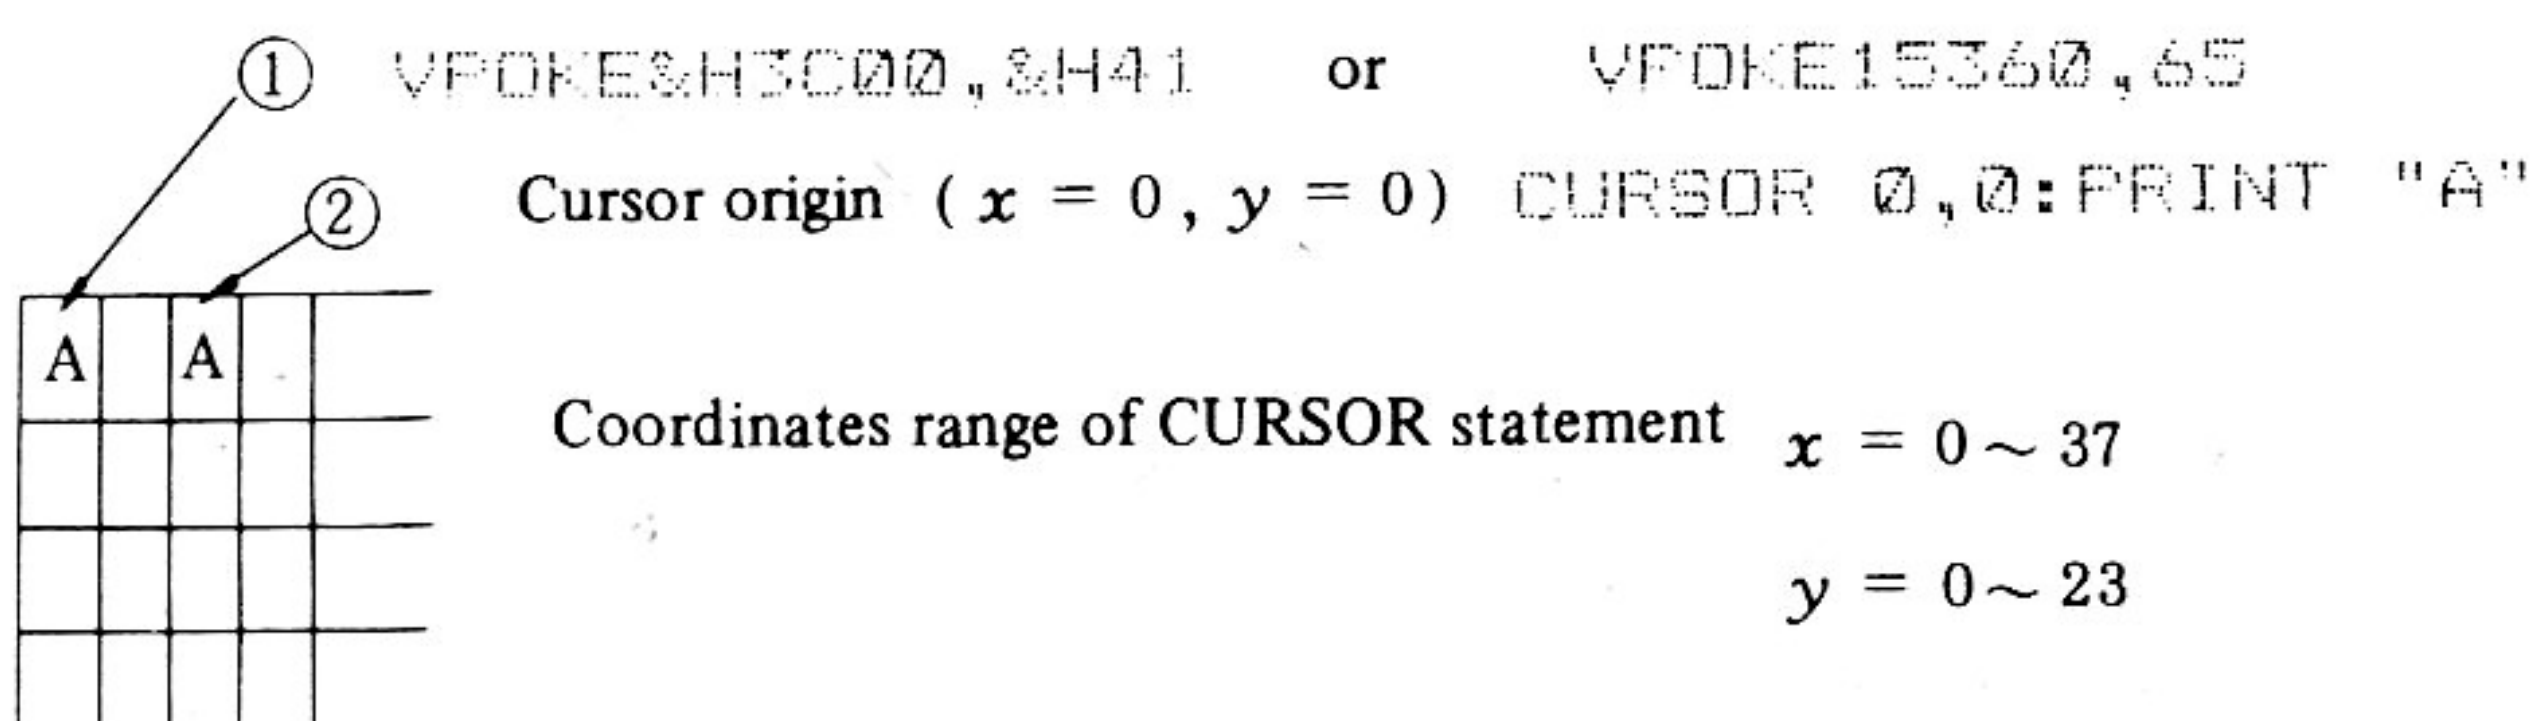 ① VPOKE&H3C00,&H41 or VPOKE15360,65
② Cursor origin ( x = 0 , y = 0 ) CURSOR 0,0:PRINT "A"
A A
Coordinates range of CURSOR statement x = 0 ~ 37
y = 0 ~ 23